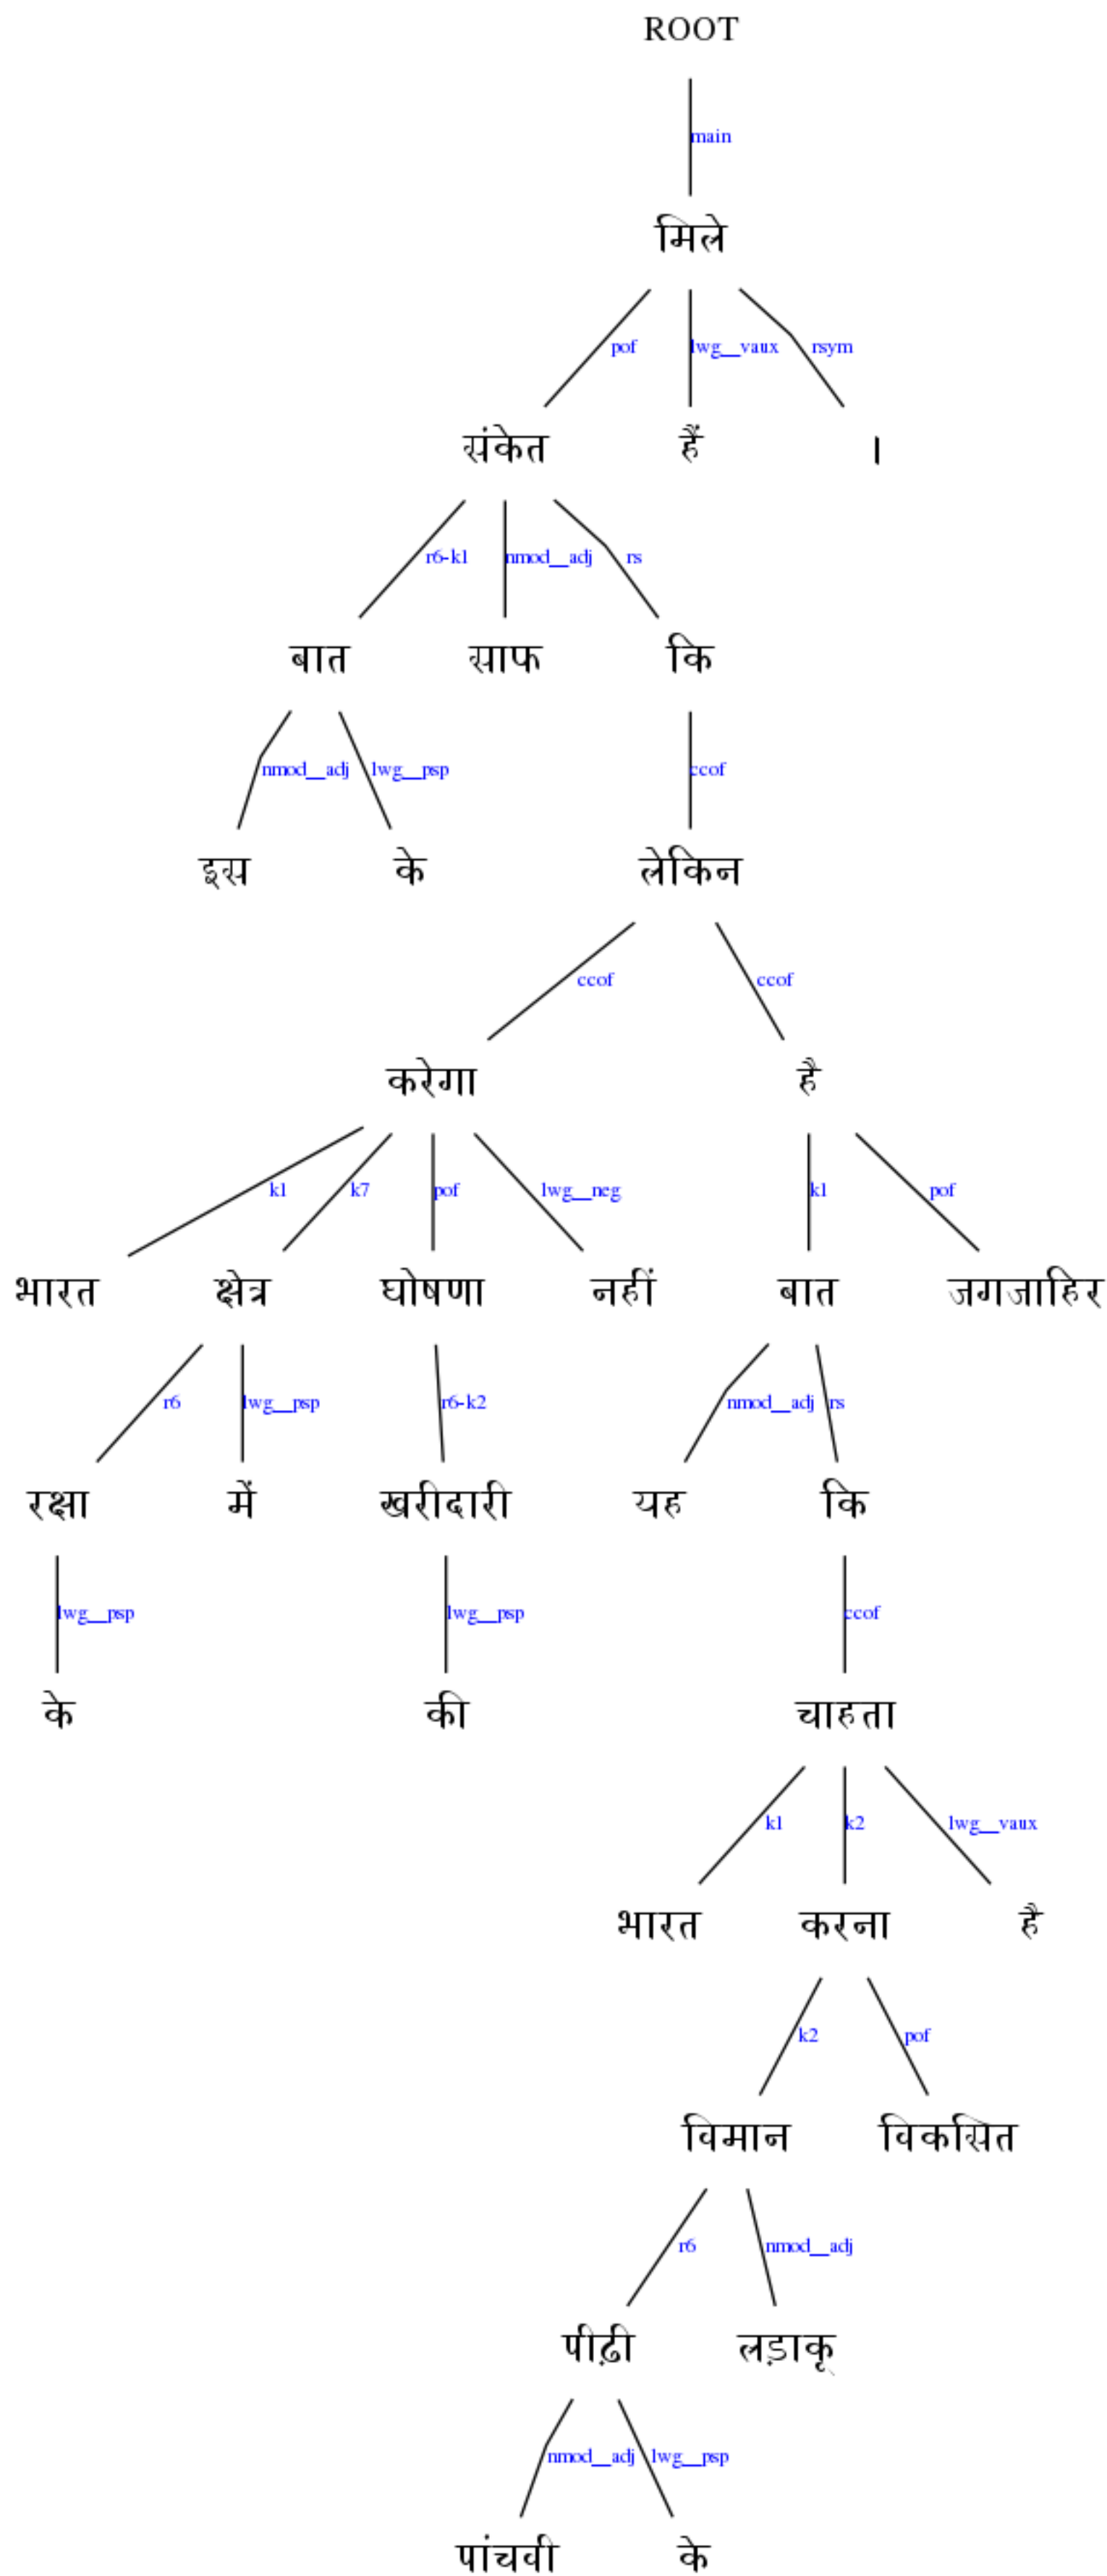 ROOT
main
मिले
pof lwg__vaux rsym
संकेत हैं ।
r6-k1 nmod__adj rs
बात साफ कि
nmod__adj lwg__psp ccof
इस के लेकिन
ccof ccof
करेगा है
k1 k7 pof lwg__neg k1 pof
भारत क्षेत्र घोषणा नहीं बात जगजाहिर
r6 lwg__psp r6-k2 nmod__adj rs
रक्षा में खरीदारी यह कि
lwg__psp lwg__psp ccof
के की चाहता
k1 k2 lwg__vaux
भारत करना है
k2 pof
विमान विकसित
r6 nmod__adj
पीढ़ी लड़ाकू
nmod__adj lwg__psp
पांचवी के